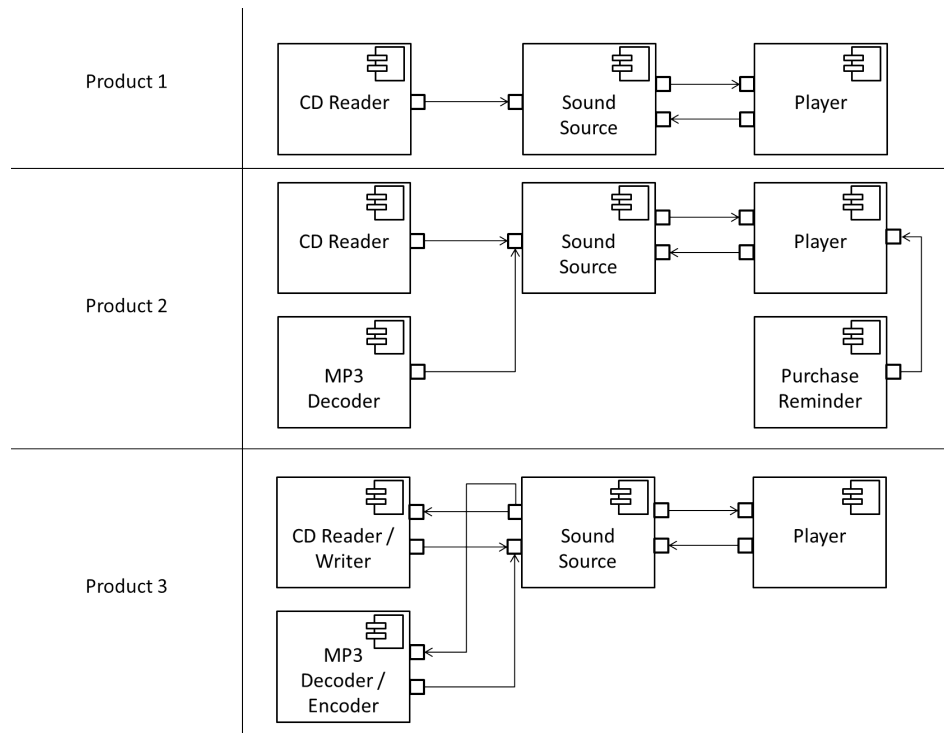 Product 1
CD Reader
Sound
Source
Player
Product 2
CD Reader
Sound
Source
Player
MP3
Decoder
Purchase
Reminder
Product 3
CD Reader /
Writer
Sound
Source
Player
MP3
Decoder /
Encoder